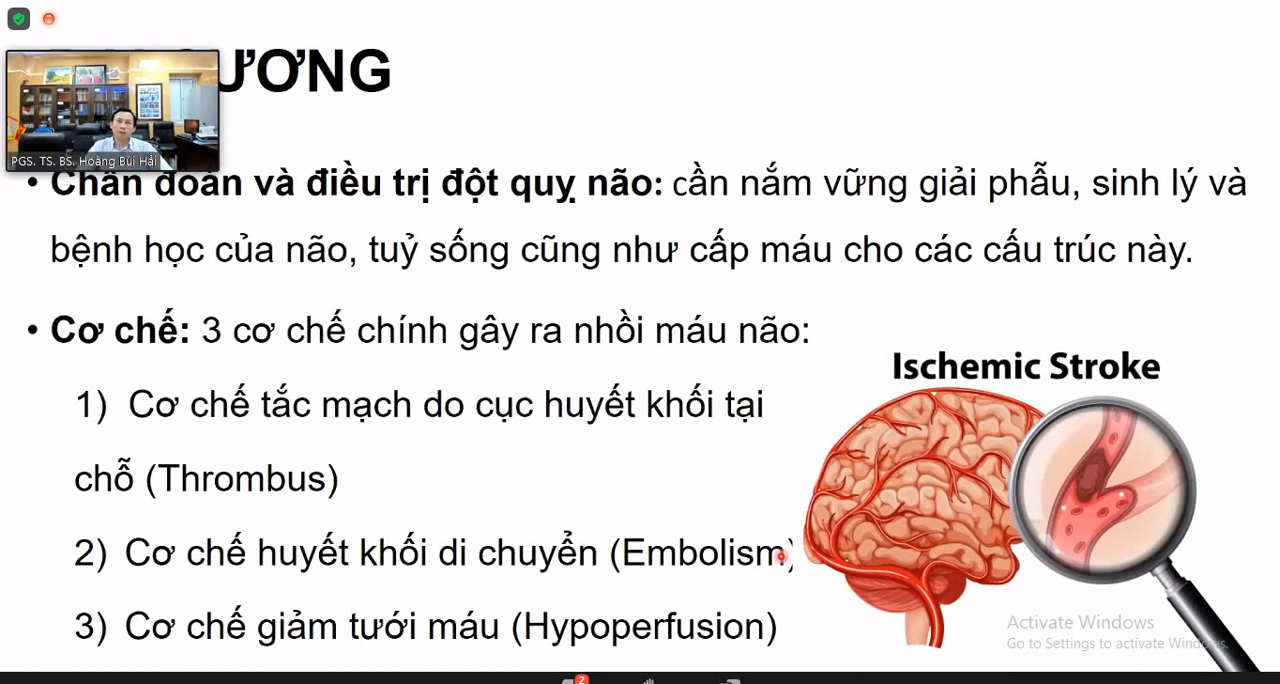 ƯƠNG
PGS. TS. BS. Hoàng Bùi Hải
• Chẩn đoán và điều trị đột quỵ não: cần nắm vững giải phẫu, sinh lý và
bệnh học của não, tuỷ sống cũng như cấp máu cho các cấu trúc này.
• Cơ chế: 3 cơ chế chính gây ra nhồi máu não:
Ischemic Stroke
1) Cơ chế tắc mạch do cục huyết khối tại
chỗ (Thrombus)
2) Cơ chế huyết khối di chuyển (Embolism)
3) Cơ chế giảm tưới máu (Hypoperfusion)
Activate Windows
Go to Settings to activate Windows.
2